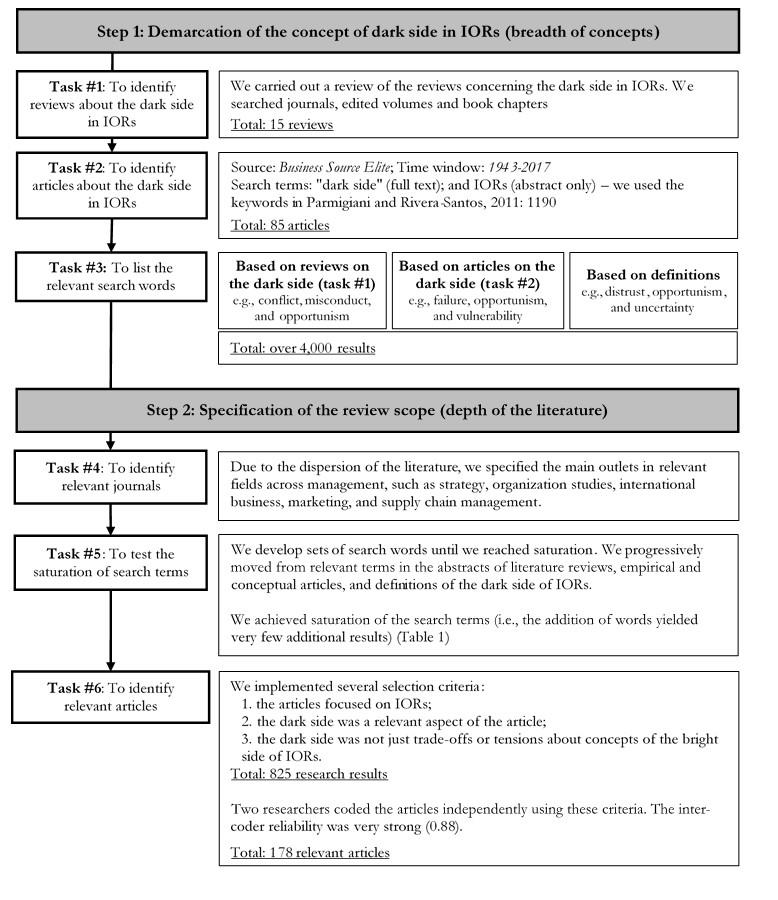 Step 1: Demarcation of the concept of dark side in IORs (breadth of concepts)
Task #1: To identify
reviews about the dark side
in IORs
We carried out a review of the reviews concerning the dark side in IORs. We
searched journals, edited volumes and book chapters
Total: 15 reviews
Task #2: To identify
articles about the dark side
in IORs
Source: Business Source Elite; Time window: 1943-2017
Search terms: "dark side" (full text); and IORs (abstract only) – we used the
keywords in Parmigiani and Rivera-Santos, 2011: 1190
Total: 85 articles
Task #3: To list the
relevant search words
Based on reviews on
the dark side (task #1)
e.g., conflict, misconduct,
and opportunism
Based on articles on the
dark side (task #2)
e.g., failure, opportunism,
and vulnerability
Based on definitions
e.g., distrust, opportunism,
and uncertainty
Total: over 4,000 results
Step 2: Specification of the review scope (depth of the literature)
Task #4: To identify
relevant journals
Due to the dispersion of the literature, we specified the main outlets in relevant
fields across management, such as strategy, organization studies, international
business, marketing, and supply chain management.
Task #5: To test the
saturation of search terms
We develop sets of search words until we reached saturation. We progressively
moved from relevant terms in the abstracts of literature reviews, empirical and
conceptual articles, and definitions of the dark side of IORs.
We achieved saturation of the search terms (i.e., the addition of words yielded
very few additional results) (Table 1)
Task #6: To identify
relevant articles
We implemented several selection criteria:
1. the articles focused on IORs;
2. the dark side was a relevant aspect of the article;
3. the dark side was not just trade-offs or tensions about concepts of the bright
side of IORs.
Total: 825 research results
Two researchers coded the articles independently using these criteria. The inter-
coder reliability was very strong (0.88).
Total: 178 relevant articles